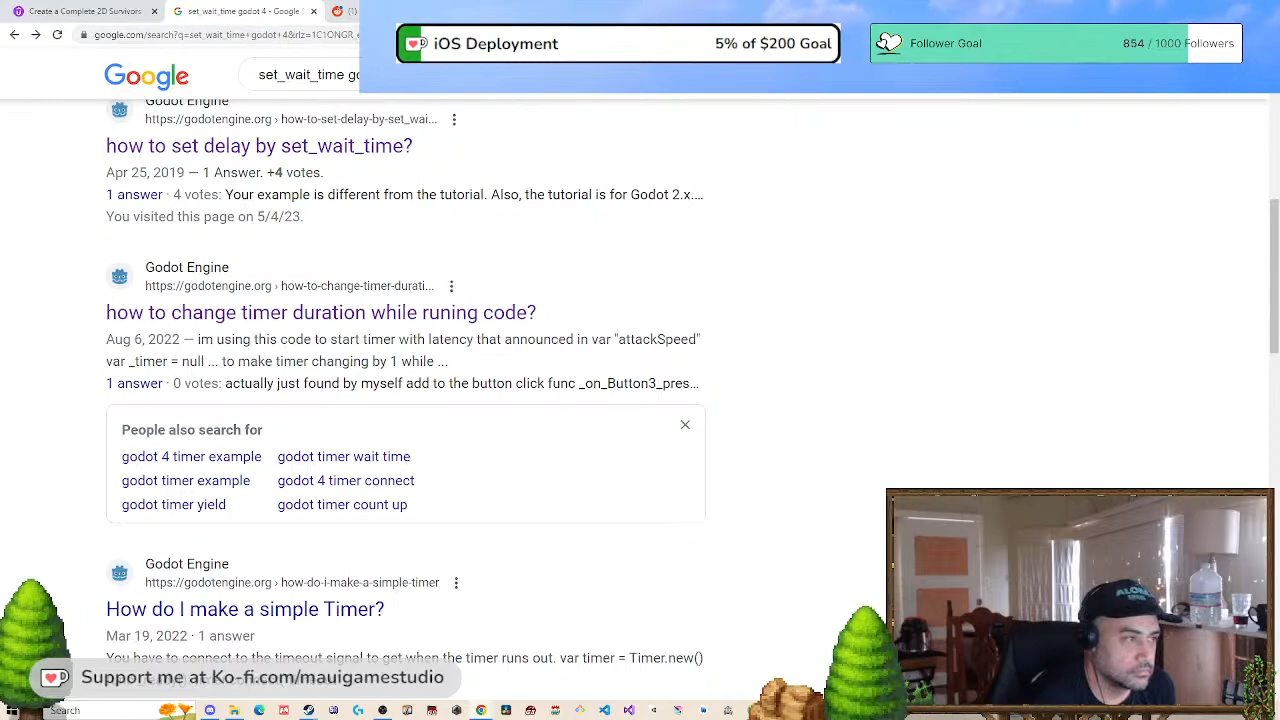 Create a Complete 2D Survivors
set_wait_time godot 4 - Google
(1)
google.com/search?q=set_wait_time+godot+4&rlz=1C1ONGR_e
iOS Deployment
5% of $200 Goal
Follower Goal
854 / 1000 Followers
Google
set_wait_time go
Godot Engine
https://godotengine.org › how-to-set-delay-by-set_wai...
how to set delay by set_wait_time?
Apr 25, 2019 — 1 Answer. +4 votes.
1 answer · 4 votes: Your example is different from the tutorial. Also, the tutorial is for Godot 2.x....
You visited this page on 5/4/23.
Godot Engine
https://godotengine.org › how-to-change-timer-durati...
how to change timer duration while runing code?
Aug 6, 2022 — im using this code to start timer with latency that announced in var "attackSpeed"
var _timer = null ... to make timer changing by 1 while ...
1 answer · 0 votes: actually just found by myself add to the button click func _on_Button3_pres...
People also search for
godot 4 timer example
godot timer wait time
godot timer example
godot 4 timer connect
godot timer yield
godot timer count up
Godot Engine
https://godotengine.org › how-do-i-make-a-simple-timer
How do I make a simple Timer?
Mar 19, 2022 · 1 answer
You have to connect to the timeout signal to get when the timer runs out. var timer = Timer.new()
Support me at Ko-fi.com/mauigamestudio
Search
ALOHA